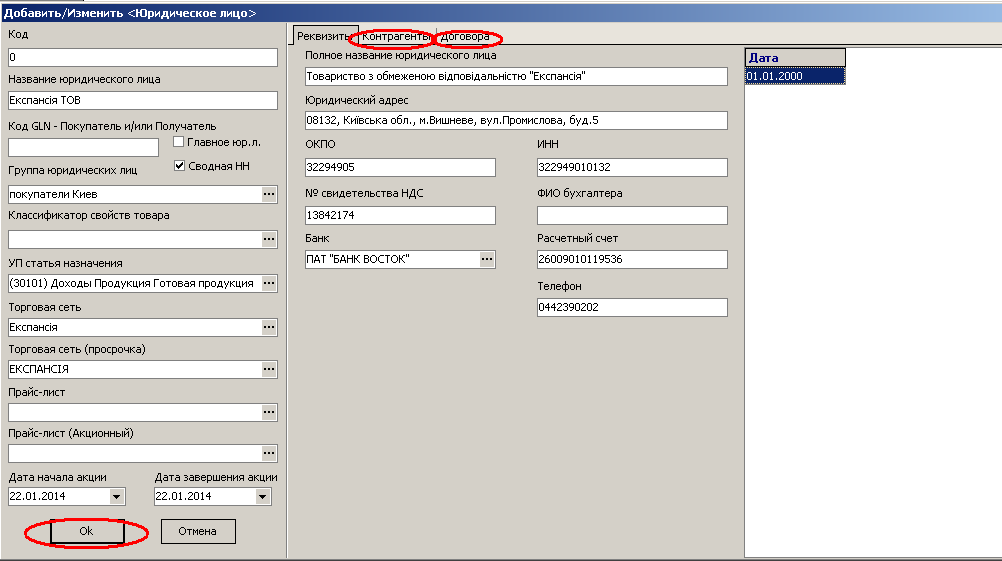 Добавить/Изменить <Юридическое лицо>
Код
0
Название юридического лица
Експансія ТОВ
Код GLN - Покупатель и/или Получатель
Главное юр.л.
Сводная НН
Группа юридических лиц
покупатели Киев
Классификатор свойств товара
УП статья назначения
(30101) Доходы Продукция Готовая продукция
Торговая сеть
Експансія
Торговая сеть (просрочка)
ЕКСПАНСІЯ
Прайс-лист
Прайс-лист (Акционный)
Дата начала акции Дата завершения акции
22.01.2014 22.01.2014
Ok Отмена
Реквизиты Контрагенты Договора
Полное название юридического лица
Товариство з обмеженою відповідальністю "Експансія"
Юридический адрес
08132, Київська обл., м.Вишневе, вул.Промислова, буд.5
ОКПО ИНН
32294905 322949010132
№ свидетельства НДС ФИО бухгалтера
13842174
Банк Расчетный счет
ПАТ "БАНК ВОСТОК" 26009010119536
Телефон
0442390202
Дата
01.01.2000